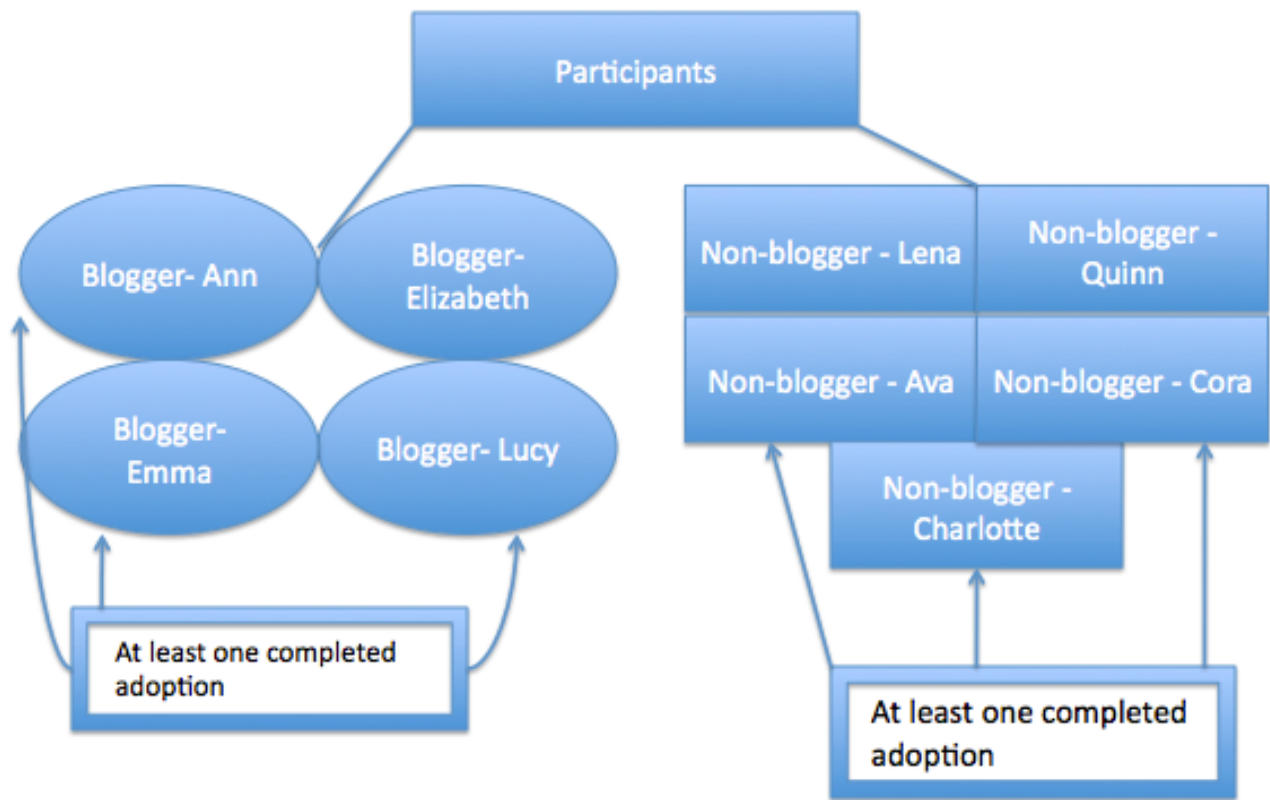 Participants
Blogger- Ann
Blogger-
Elizabeth
Blogger-
Emma
Blogger- Lucy
At least one completed
adoption
Non-blogger - Lena
Non-blogger -
Quinn
Non-blogger - Ava
Non-blogger - Cora
Non-blogger -
Charlotte
At least one completed
adoption